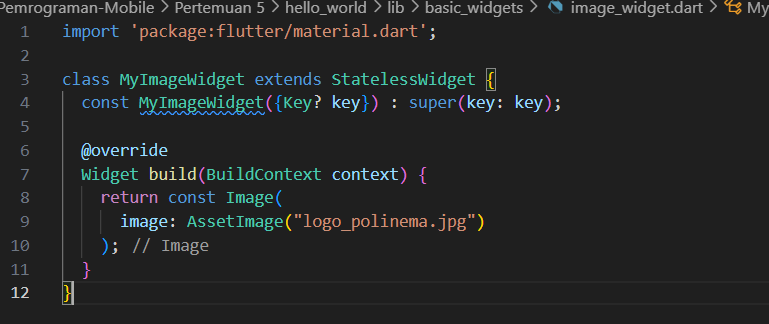 Pemrograman-Mobile > Pertemuan 5 > hello_world > lib > basic_widgets > image_widget.dart > My
1 import 'package:flutter/material.dart';
2
3 class MyImageWidget extends StatelessWidget {
4 const MyImageWidget({Key? key}) : super(key: key);
5
6 @override
7 Widget build(BuildContext context) {
8 return const Image(
9 image: AssetImage("logo_polinema.jpg")
10 ); // Image
11 }
12 }